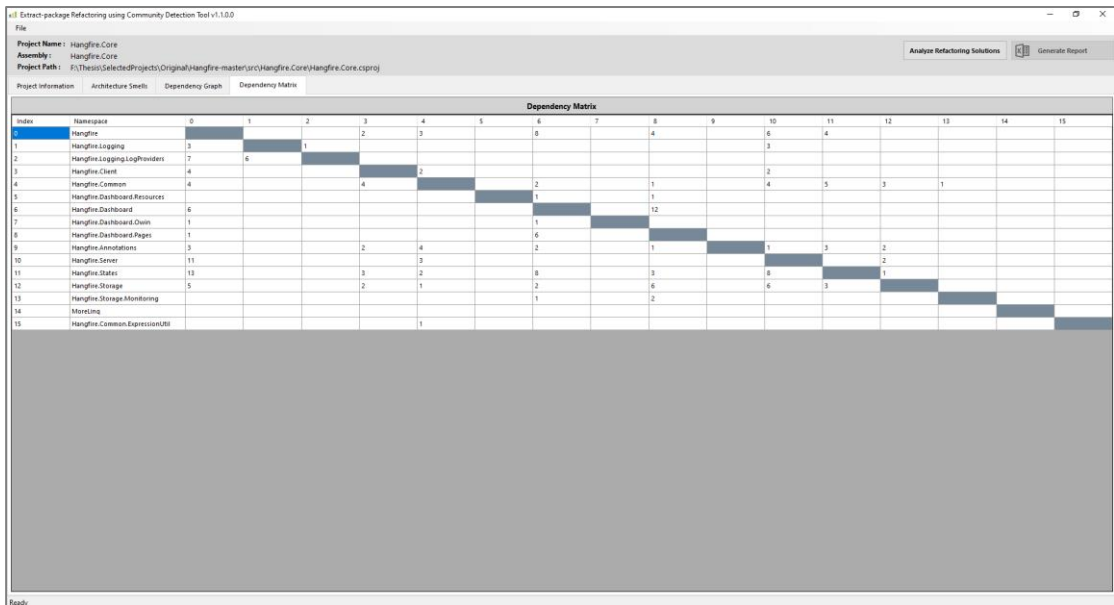 Extract-package Refactoring using Community Detection Tool v1.1.0.0
File
Project Name : Hangfire.Core
Assembly : Hangfire.Core
Project Path : F:\Thesis\SelectedProjects\Original\Hangfire-master\src\Hangfire.Core\Hangfire.Core.csproj
Analyze Refactoring Solutions Generate Report
Project Information Architecture Smells Dependency Graph Dependency Matrix
Dependency Matrix
Index Namespace 0 1 2 3 4 5 6 7 8 9 10 11 12 13 14 15
0 Hangfire 2 3 8 4 6 4
1 Hangfire.Logging 3 1 3
2 Hangfire.Logging.LogProviders 7 6
3 Hangfire.Client 4 2 2
4 Hangfire.Common 4 4 2 1 4 5 3 1
5 Hangfire.Dashboard.Resources 1 1
6 Hangfire.Dashboard 6 12
7 Hangfire.Dashboard.Owin 1 1
8 Hangfire.Dashboard.Pages 1 6
9 Hangfire.Annotations 3 2 4 2 1 1 3 2
10 Hangfire.Server 11 3 2
11 Hangfire.States 13 3 2 8 3 8 1
12 Hangfire.Storage 5 2 1 2 6 6 3
13 Hangfire.Storage.Monitoring 1 2
14 MoreLinq
15 Hangfire.Common.ExpressionUtil 1
Ready